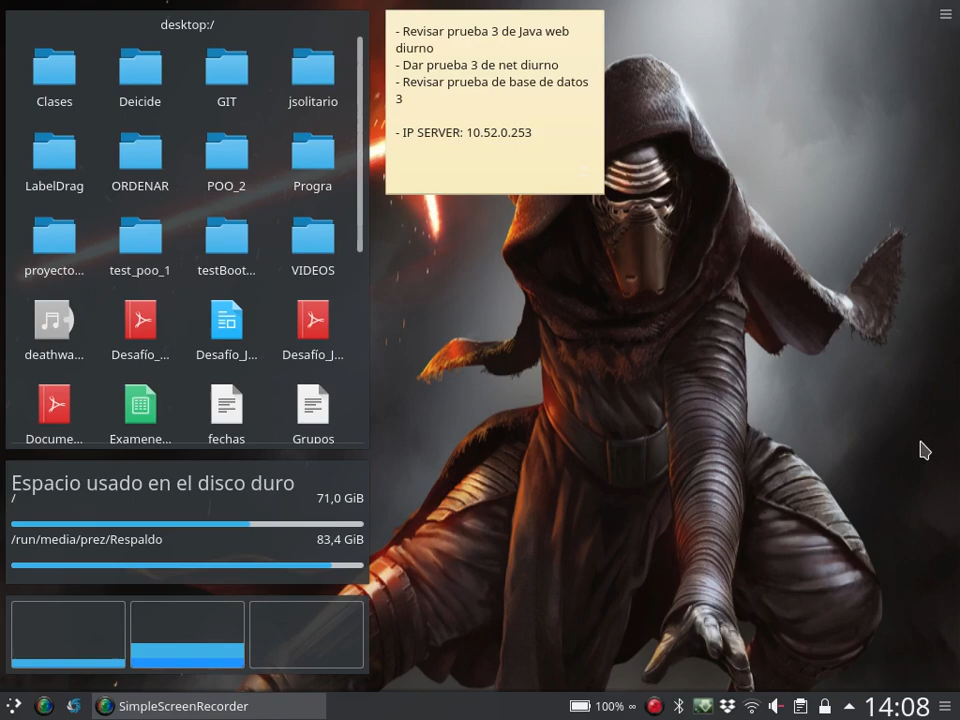 desktop:/
Clases Deicide GIT jsolitario
LabelDrag ORDENAR POO_2 Progra
proyecto... test_poo_1 testBoot... VIDEOS
deathwa... Desafío_... Desafío_J... Desafío_J...
Docume... Examene... fechas Grupos
- Revisar prueba 3 de Java web
diurno
- Dar prueba 3 de net diurno
- Revisar prueba de base de datos
3
- IP SERVER: 10.52.0.253
Espacio usado en el disco duro
/ 71,0 GiB
/run/media/prez/Respaldo 83,4 GiB
SimpleScreenRecorder 100% ∞ 14:08